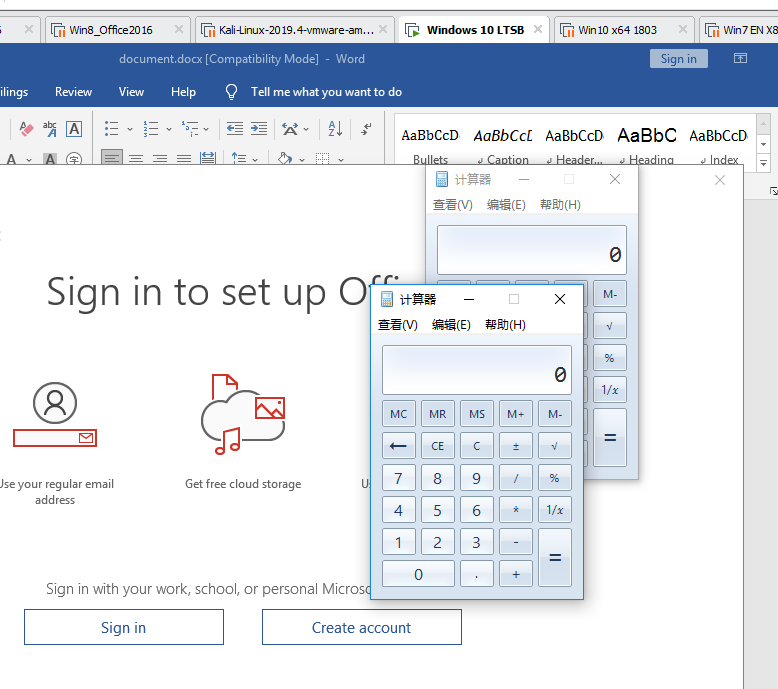 Win8_Office2016
Kali-Linux-2019.4-vmware-am...
Windows 10 LTSB
Win10 x64 1803
Win7 EN X8
document.docx [Compatibility Mode] - Word
Sign in
ilings
Review
View
Help
Tell me what you want to do
AaBbCcD
AaBbCcL
AaBbCcD
AaBbC
AaBbCcD
Bullets
Caption
Header...
Heading
Index
计算器
查看(V)
编辑(E)
帮助(H)
0
M-
√
%
1/x
=
Sign in to set up Offi
Use your regular email
address
Get free cloud storage
Sign in with your work, school, or personal Micros
Sign in
Create account
计算器
查看(V)
编辑(E)
帮助(H)
0
MC MR MS M+ M-
← CE C ± √
7 8 9 / %
4 5 6 * 1/x
1 2 3 - =
0 . +